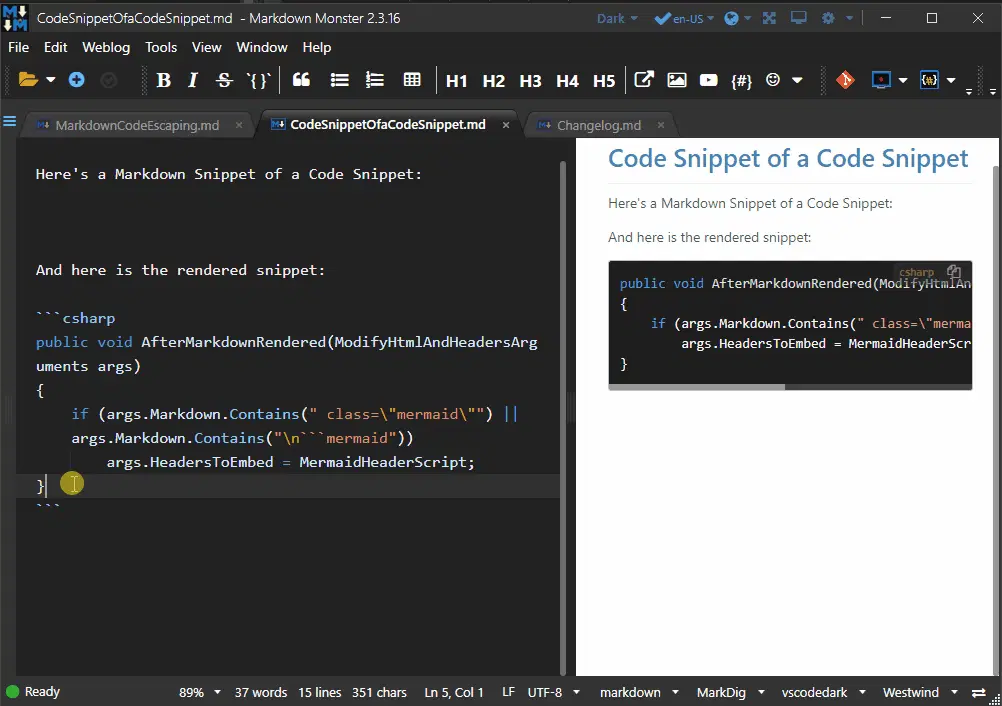 CodeSnippetOfaCodeSnippet.md - Markdown Monster 2.3.16
Dark en-US
File Edit Weblog Tools View Window Help
B I S `{}` H1 H2 H3 H4 H5 {#} {#}
MarkdownCodeEscaping.md CodeSnippetOfaCodeSnippet.md Changelog.md
Here's a Markdown Snippet of a Code Snippet:
And here is the rendered snippet:
```csharp
public void AfterMarkdownRendered(ModifyHtmlAndHeadersArg
uments args)
{
if (args.Markdown.Contains(" class=\"mermaid\"") ||
args.Markdown.Contains("\n```mermaid"))
args.HeadersToEmbed = MermaidHeaderScript;
}
```
Code Snippet of a Code Snippet
Here's a Markdown Snippet of a Code Snippet:
And here is the rendered snippet:
csharp
public void AfterMarkdownRendered(ModifyHtmlAn
{
if (args.Markdown.Contains(" class=\"merma
args.HeadersToEmbed = MermaidHeaderScr
}
Ready 89% 37 words 15 lines 351 chars Ln 5, Col 1 LF UTF-8 markdown MarkDig vscodedark Westwind